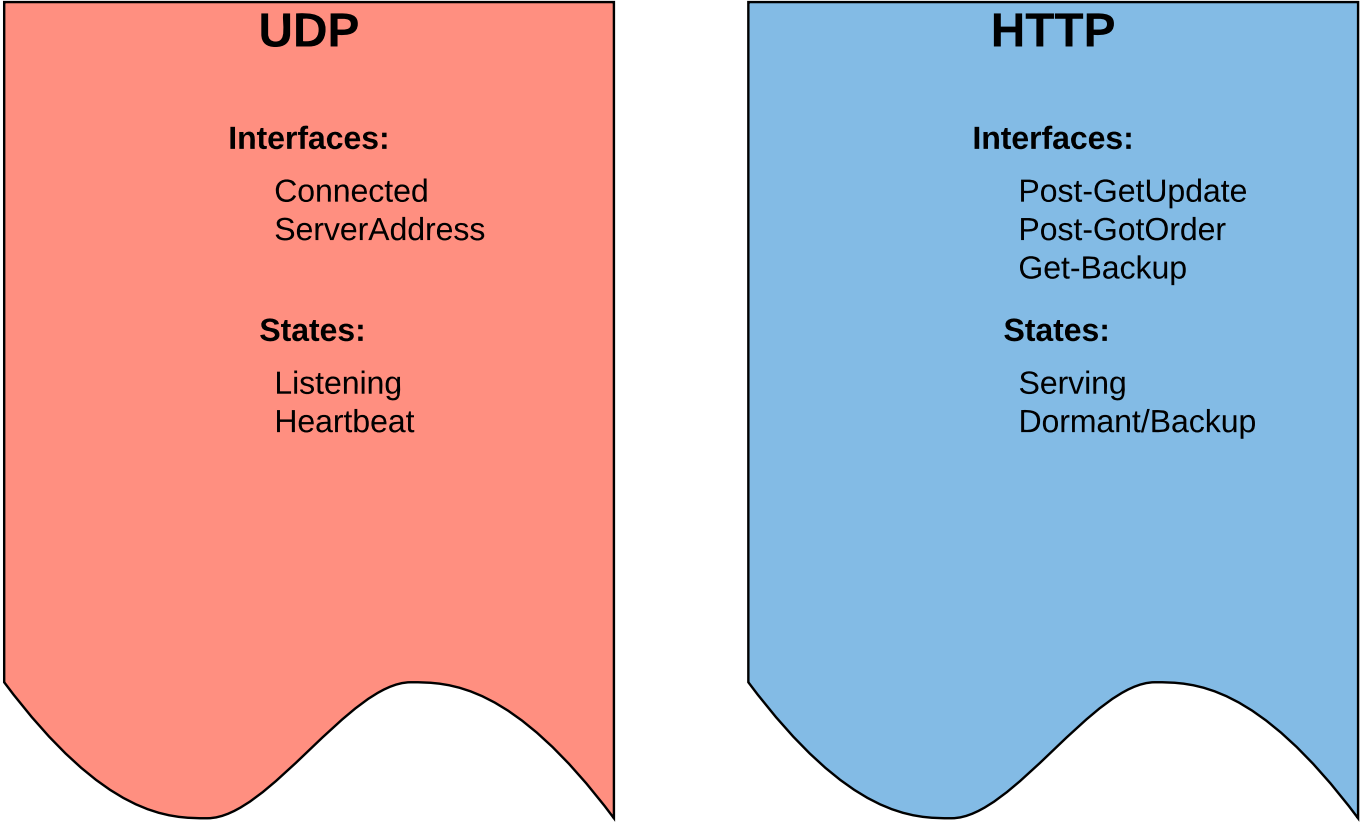 UDP
Interfaces:
Connected
ServerAddress
States:
Listening
Heartbeat
HTTP
Interfaces:
Post-GetUpdate
Post-GotOrder
Get-Backup
States:
Serving
Dormant/Backup